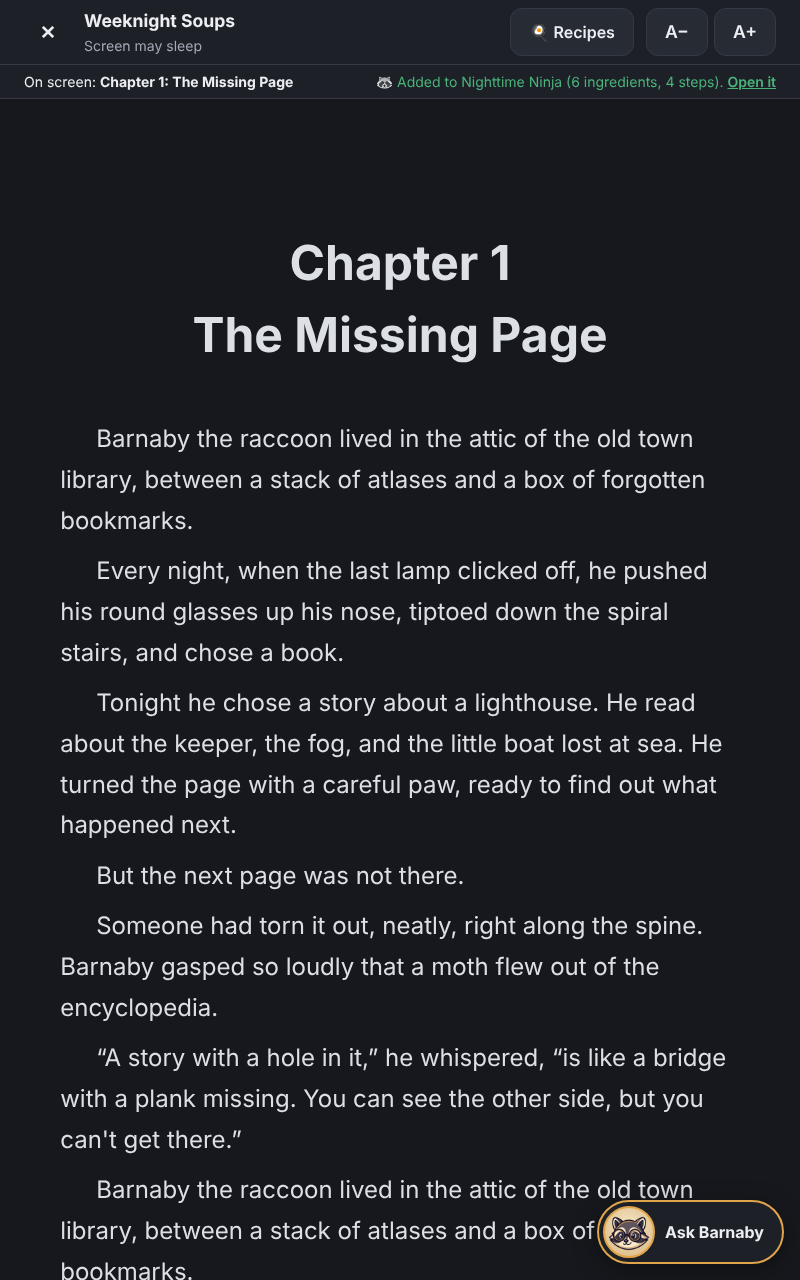 ✕
Weeknight Soups
Screen may sleep
🍳 Recipes
A−
A+
On screen: Chapter 1: The Missing Page
🦝 Added to Nighttime Ninja (6 ingredients, 4 steps). Open it
Chapter 1
The Missing Page
Barnaby the raccoon lived in the attic of the old town
library, between a stack of atlases and a box of forgotten
bookmarks.
Every night, when the last lamp clicked off, he pushed
his round glasses up his nose, tiptoed down the spiral
stairs, and chose a book.
Tonight he chose a story about a lighthouse. He read
about the keeper, the fog, and the little boat lost at sea. He
turned the page with a careful paw, ready to find out what
happened next.
But the next page was not there.
Someone had torn it out, neatly, right along the spine.
Barnaby gasped so loudly that a moth flew out of the
encyclopedia.
“A story with a hole in it,” he whispered, “is like a bridge
with a plank missing. You can see the other side, but you
can't get there.”
Barnaby the raccoon lived in the attic of the old town
library, between a stack of atlases and a box of
bookmarks.
Ask Barnaby